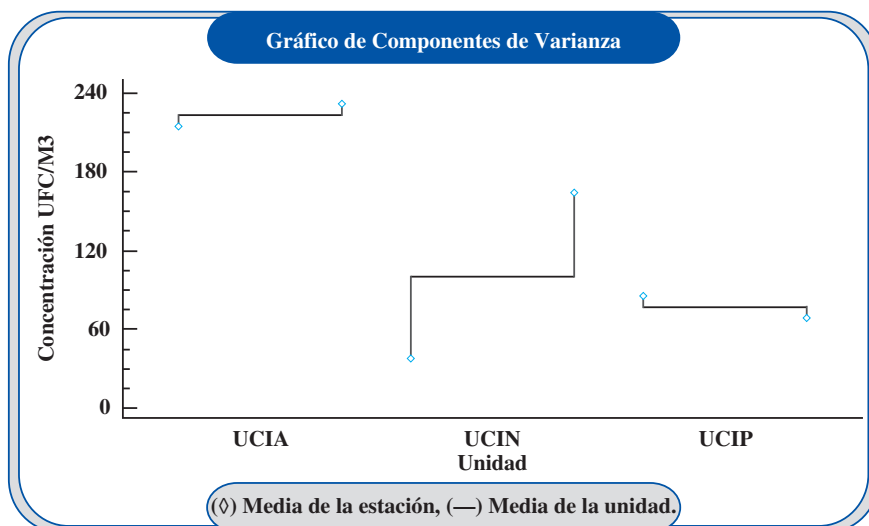 Gráfico de Componentes de Varianza
Concentración UFC/M3
240
180
120
60
0
UCIA UCIN UCIP
Unidad
(◊) Media de la estación, (—) Media de la unidad.